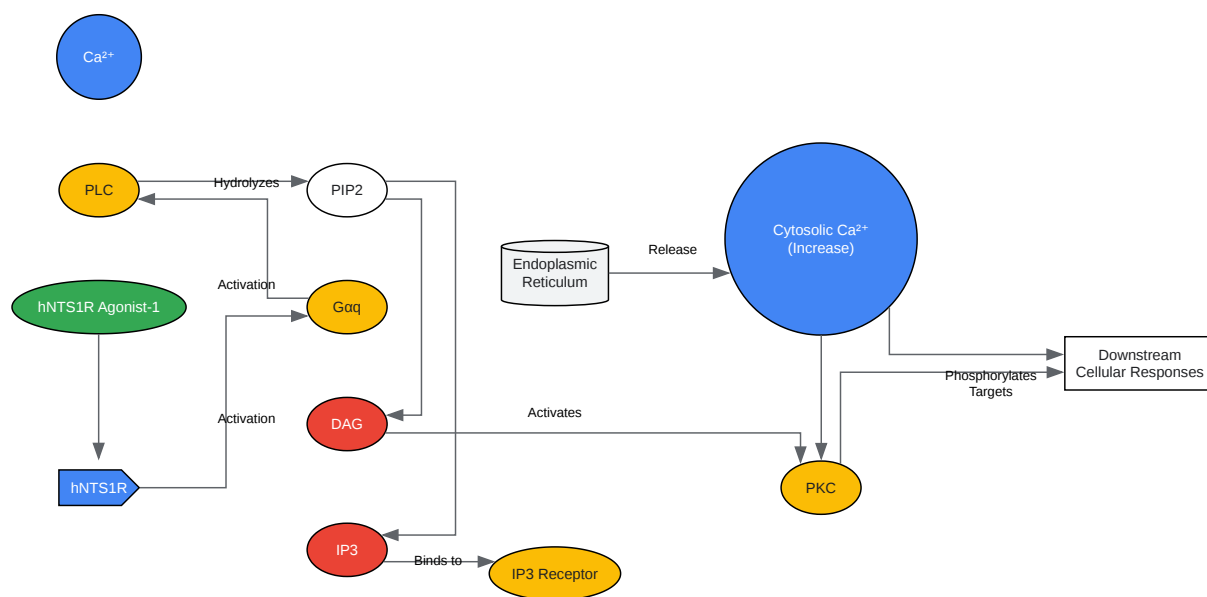 Ca²⁺
PLC
Hydrolyzes
PIP2
Cytosolic Ca²⁺
(Increase)
Endoplasmic
Reticulum
Release
hNTS1R Agonist-1
Activation
Gαq
Downstream
Cellular Responses
Phosphorylates
Targets
Activation
DAG
Activates
hNTS1R
PKC
IP3
Binds to
IP3 Receptor